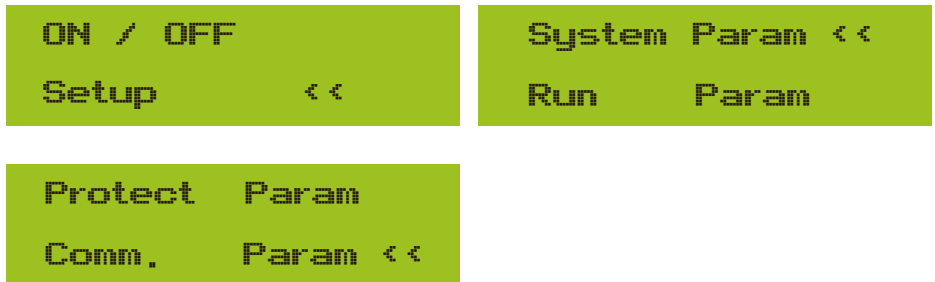 ON / OFF
Setup <<
System Param <<
Run Param
Protect Param
Comm. Param <<